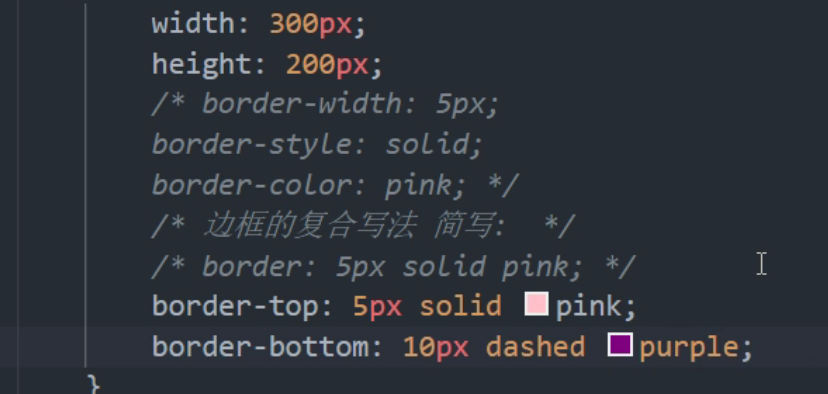 width: 300px;
height: 200px;
/* border-width: 5px;
border-style: solid;
border-color: pink; */
/* 边框的复合写法 简写:  */
/* border: 5px solid pink; */
border-top: 5px solid pink;
border-bottom: 10px dashed purple;
}